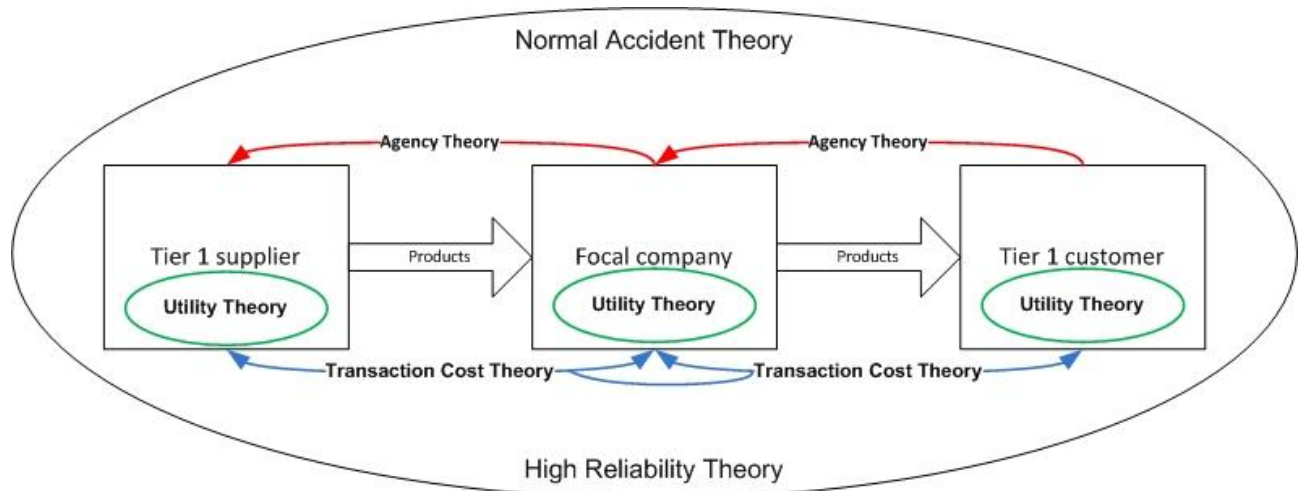 Normal Accident Theory
Agency Theory
Agency Theory
Tier 1 supplier
Products
Focal company
Products
Tier 1 customer
Utility Theory
Utility Theory
Utility Theory
Transaction Cost Theory
Transaction Cost Theory
High Reliability Theory